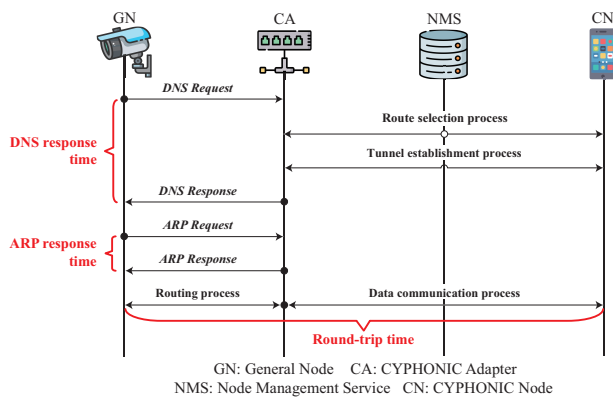 GN CA NMS CN
DNS Request
Route selection process
DNS response
time
Tunnel establishment process
DNS Response
ARP Request
ARP response
time
ARP Response
Routing process
Data communication process
Round-trip time
GN: General Node CA: CYPHONIC Adapter
NMS: Node Management Service CN: CYPHONIC Node